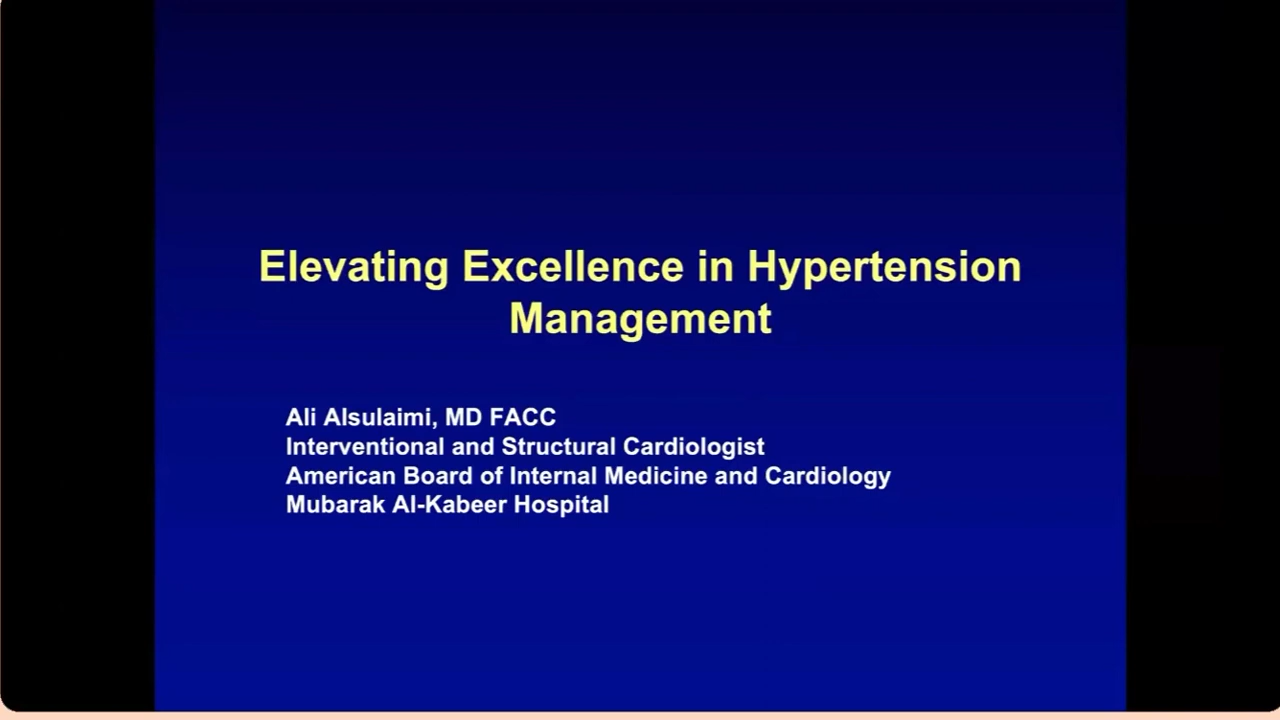 Elevating Excellence in Hypertension
Management
Ali Alsulaimi, MD FACC
Interventional and Structural Cardiologist
American Board of Internal Medicine and Cardiology
Mubarak Al-Kabeer Hospital